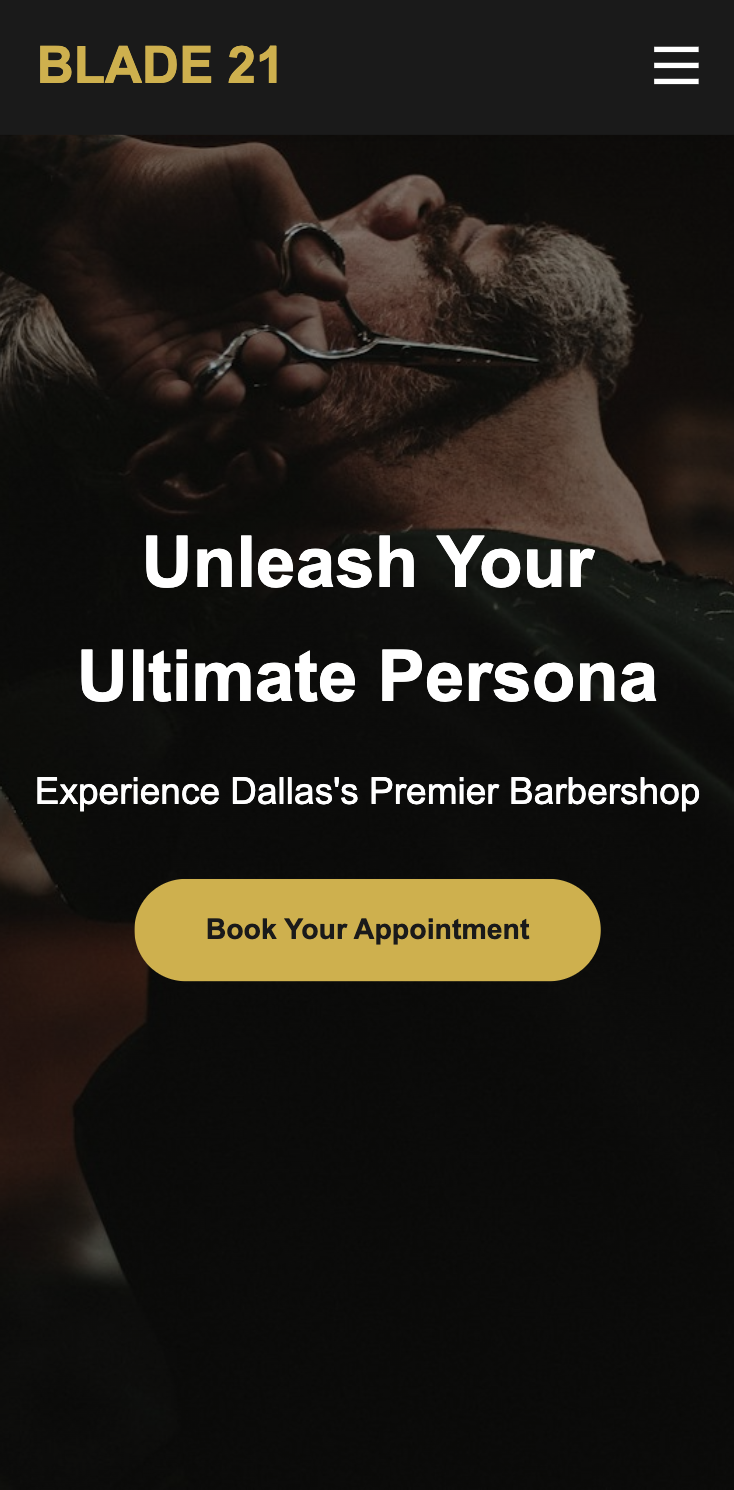 BLADE 21
Unleash Your
Ultimate Persona
Experience Dallas's Premier Barbershop
Book Your Appointment